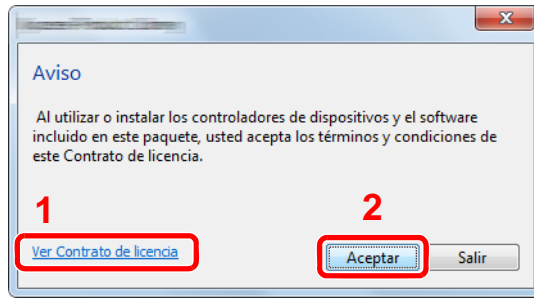 x
Aviso
Al utilizar o instalar los controladores de dispositivos y el software
incluido en este paquete, usted acepta los términos y condiciones de
este Contrato de licencia.
1
2
Ver Contrato de licencia
Aceptar
Salir